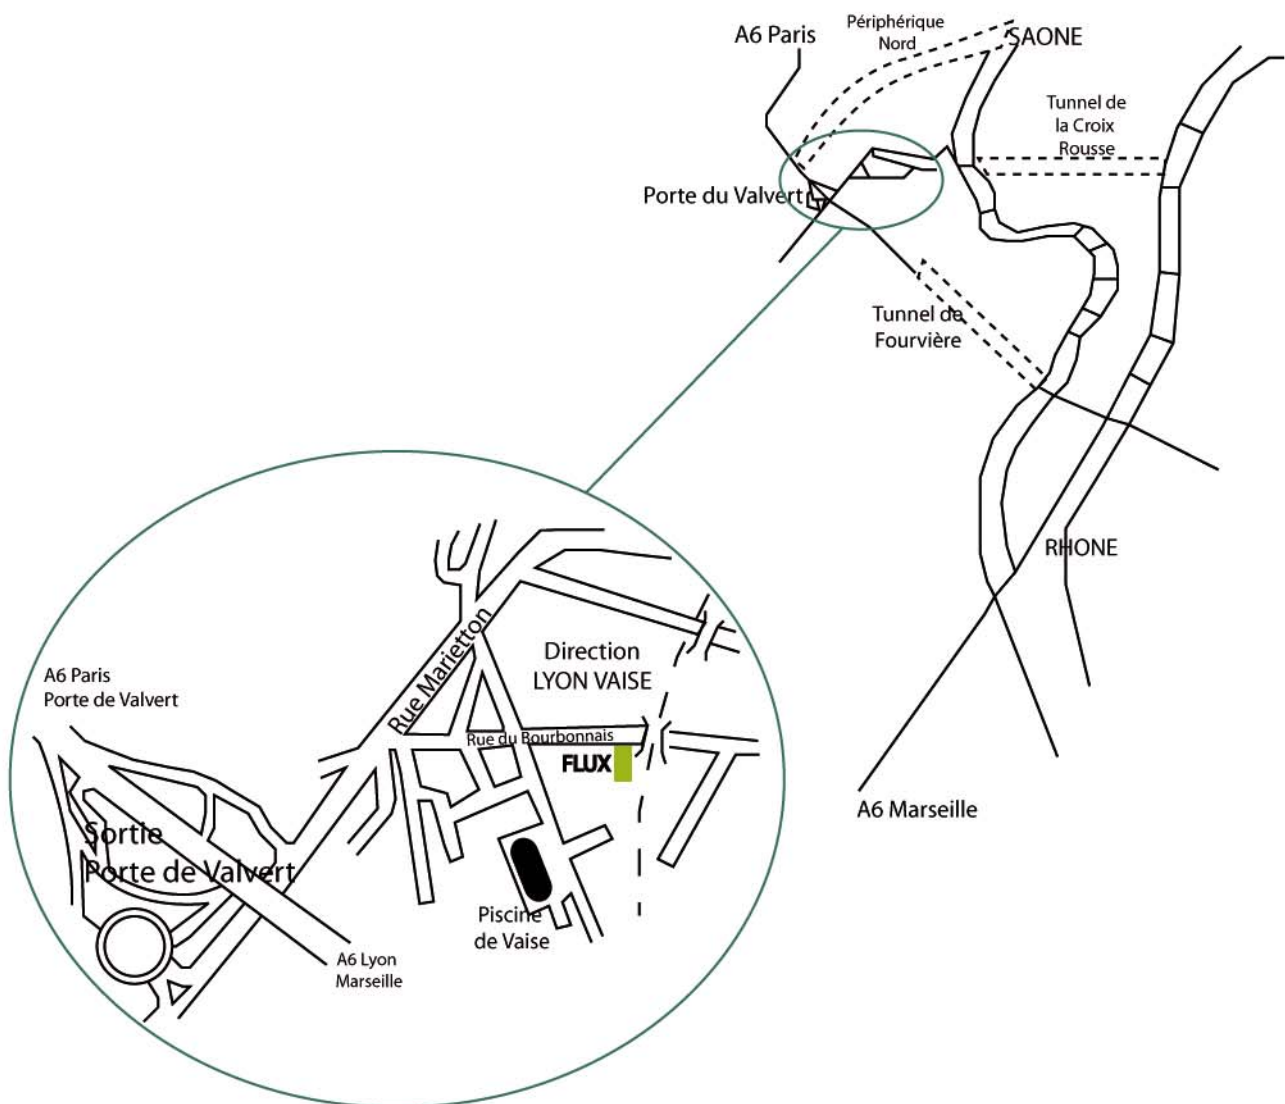 A6 Paris
Périphérique
Nord
SAONE
Tunnel de
la Croix
Rousse
Porte du Valvert
Tunnel de
Fourvière
RHONE
A6 Marseille
Rue Marietton
Direction
LYON VAISE
A6 Paris
Porte de Valvert
Rue du Bourbonnais
FLUX
Sortie
Porte de Valvert
Piscine
de Vaise
A6 Lyon
Marseille